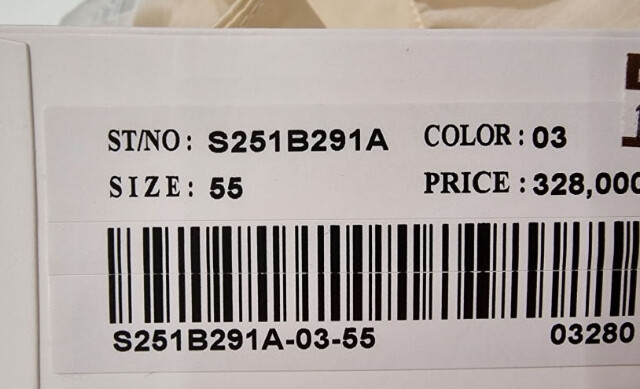 ST/NO: S251B291A COLOR: 03
SIZE: 55 PRICE: 328,000
S251B291A-03-55 03280